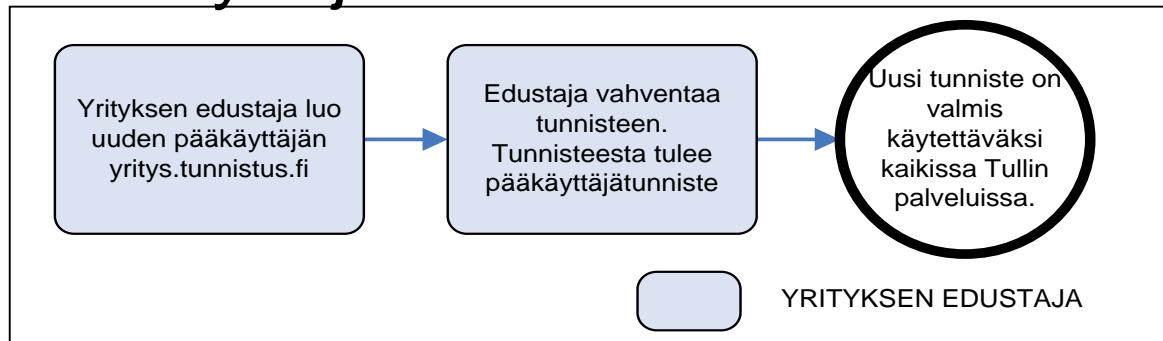 Yrityksen edustaja luo
uuden pääkäyttäjän
yritys.tunnistus.fi
Edustaja vahventaa
tunnisteen.
Tunnisteesta tulee
pääkäyttäjätunniste
Uusi tunniste on
valmis
käytettäväksi
kaikissa Tullin
palveluissa.
YRITYKSEN EDUSTAJA